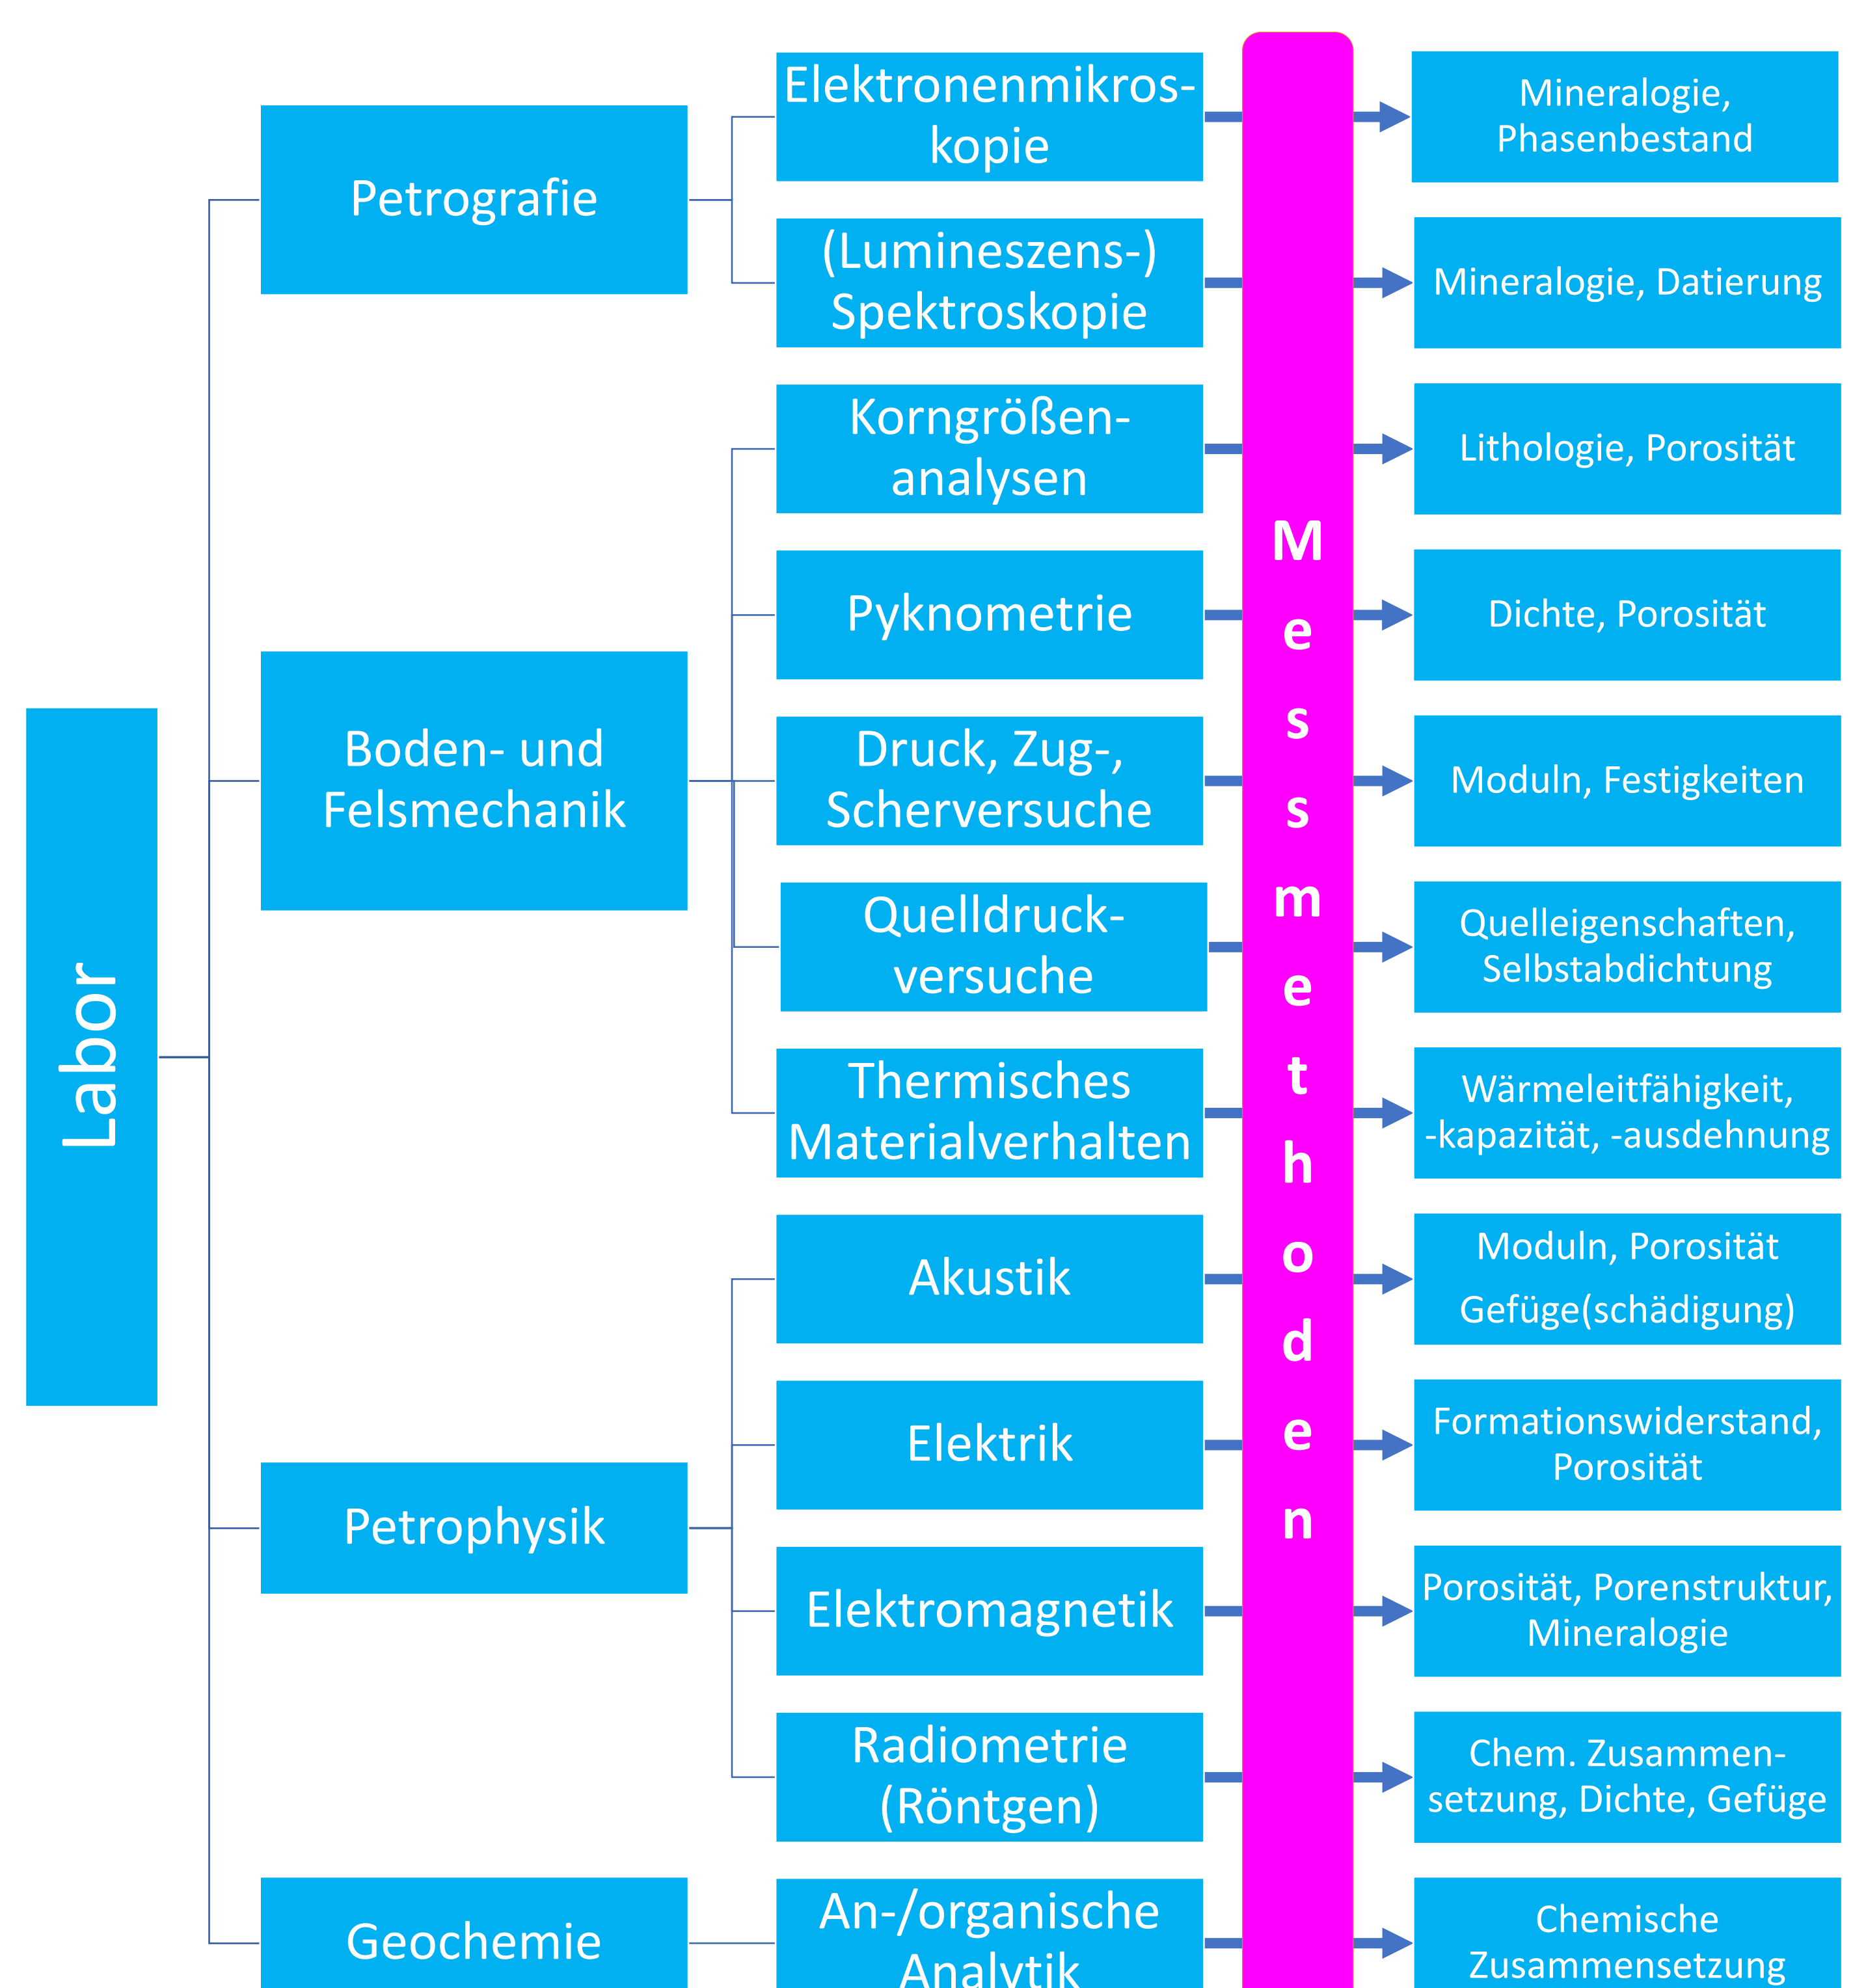 Labor
Petrografie
Elektronenmikros-
kopie
Mineralogie,
Phasenbestand
(Lumineszens-)
Spektroskopie
Mineralogie, Datierung
Boden- und
Felsmechanik
Korngrößen-
analysen
Lithologie, Porosität
Pyknometrie
Dichte, Porosität
Druck, Zug-,
Scherversuche
Moduln, Festigkeiten
Quelldruck-
versuche
Quelleigenschaften,
Selbstabdichtung
Thermisches
Materialverhalten
Wärmeleitfähigkeit,
-kapazität, -ausdehnung
Petrophysik
Akustik
Moduln, Porosität
Gefüge(schädigung)
Elektrik
Formationswiderstand,
Porosität
Elektromagnetik
Porosität, Porenstruktur,
Mineralogie
Radiometrie
(Röntgen)
Chem. Zusammen-
setzung, Dichte, Gefüge
Geochemie
An-/organische
Analytik
Chemische
Zusammensetzung
Messmethoden